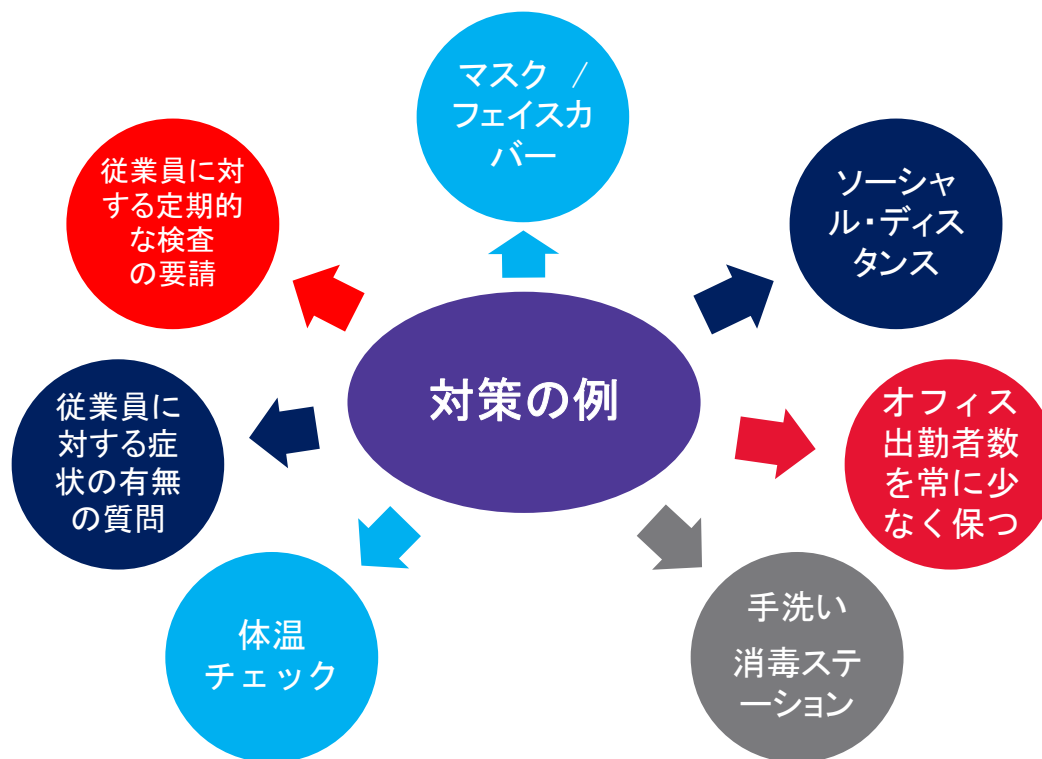 マスク /
フェイスカ
バー
ソーシャ
ル・ディス
タンス
オフィス
出勤者数
を常に少
なく保つ
手洗い
消毒ステ
ーション
体温
チェック
従業員に
対する症
状の有無
の質問
従業員に対
する定期的
な検査
の要請
対策の例